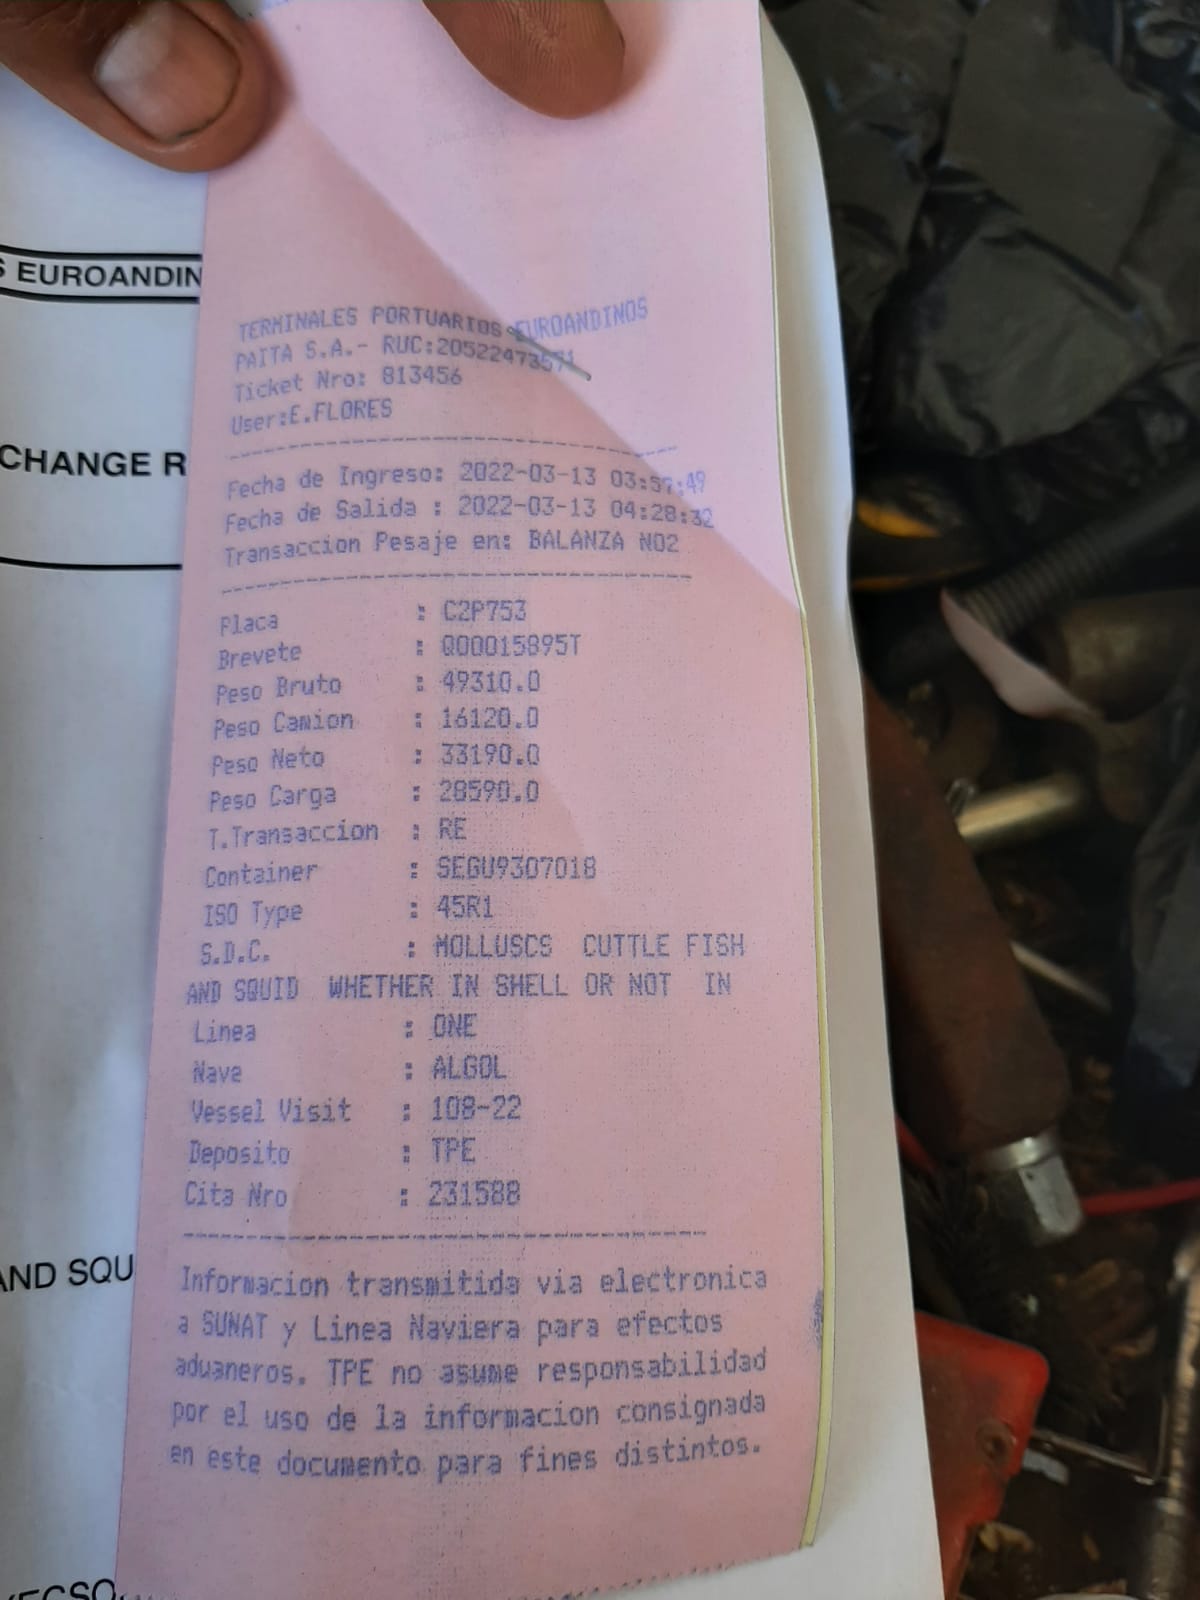 S EUROANDIN
CHANGE R
TERMINALES PORTUARIOS EUROANDINOS
PAITA S.A.- RUC:20522473571
Ticket Nro: 813456
User:E.FLORES
Fecha de Ingreso: 2022-03-13 03:57:49
Fecha de Salida : 2022-03-13 04:28:32
Transaccion Pesaje en: BALANZA NO2
Placa : C2P753
Brevete : Q00015895T
Peso Bruto : 49310.0
Peso Camion : 16120.0
Peso Neto : 33190.0
Peso Carga : 28590.0
T.Transaccion : RE
Container : SEGU9307018
ISO Type : 45R1
S.D.C. : MOLLUSCS CUTTLE FISH
AND SQUID WHETHER IN SHELL OR NOT IN
Linea : ONE
Nave : ALGOL
Vessel Visit : 108-22
Deposito : TPE
Cita Nro : 231588
AND SQU
Informacion transmitida via electronica
a SUNAT y Linea Naviera para efectos
aduaneros. TPE no asume responsabilidad
por el uso de la informacion consignada
en este documento para fines distintos.